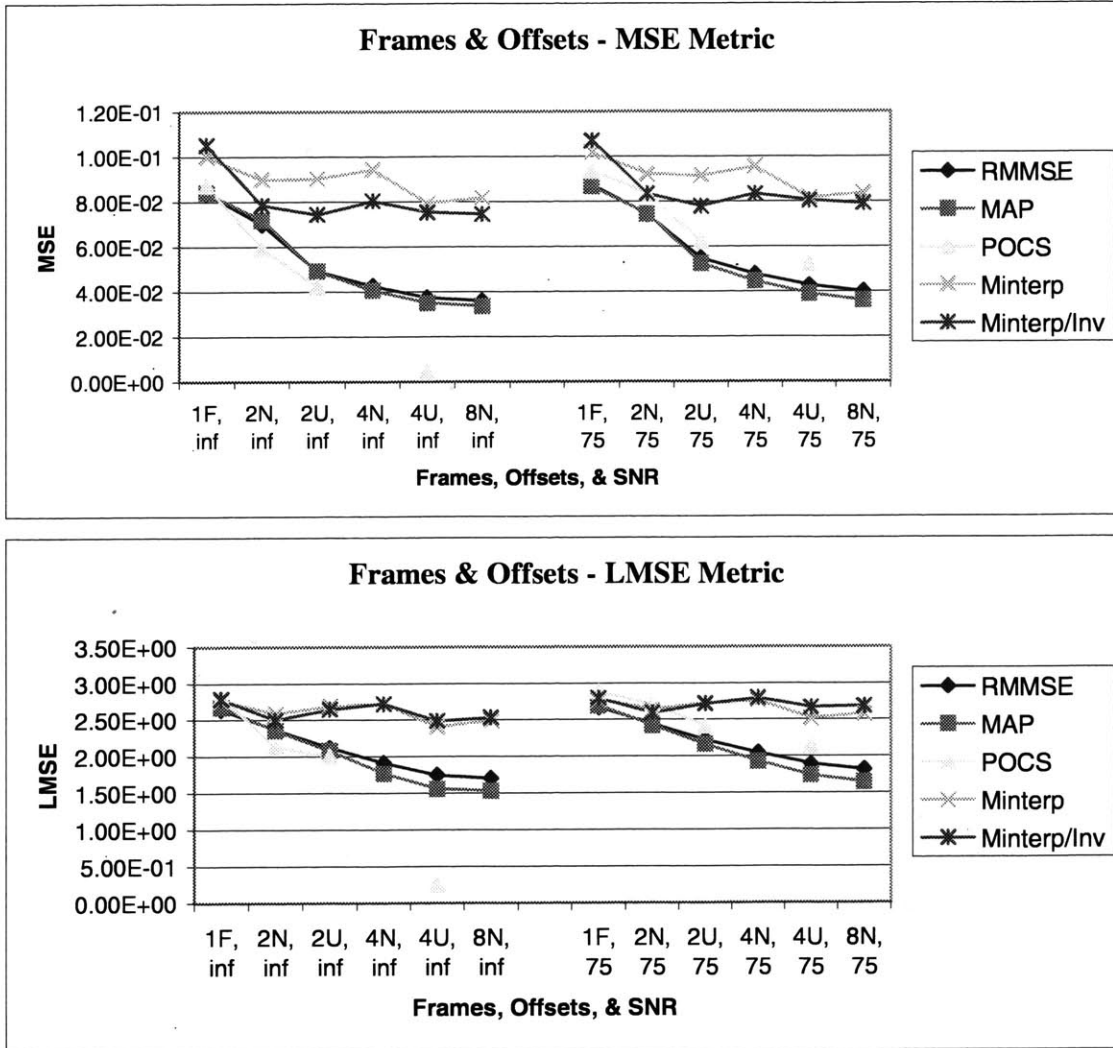 Frames & Offsets - MSE Metric
1.20E-01
1.00E-01
8.00E-02
6.00E-02
4.00E-02
2.00E-02
0.00E+00
MSE
1F, inf
2N, inf
2U, inf
4N, inf
4U, inf
8N, inf
1F, 75
2N, 75
2U, 75
4N, 75
4U, 75
8N, 75
Frames, Offsets, & SNR
RMMSE
MAP
POCS
Minterp
Minterp/Inv
Frames & Offsets - LMSE Metric
3.50E+00
3.00E+00
2.50E+00
2.00E+00
1.50E+00
1.00E+00
5.00E-01
0.00E+00
LMSE
1F, inf
2N, inf
2U, inf
4N, inf
4U, inf
8N, inf
1F, 75
2N, 75
2U, 75
4N, 75
4U, 75
8N, 75
Frames, Offsets, & SNR
RMMSE
MAP
POCS
Minterp
Minterp/Inv